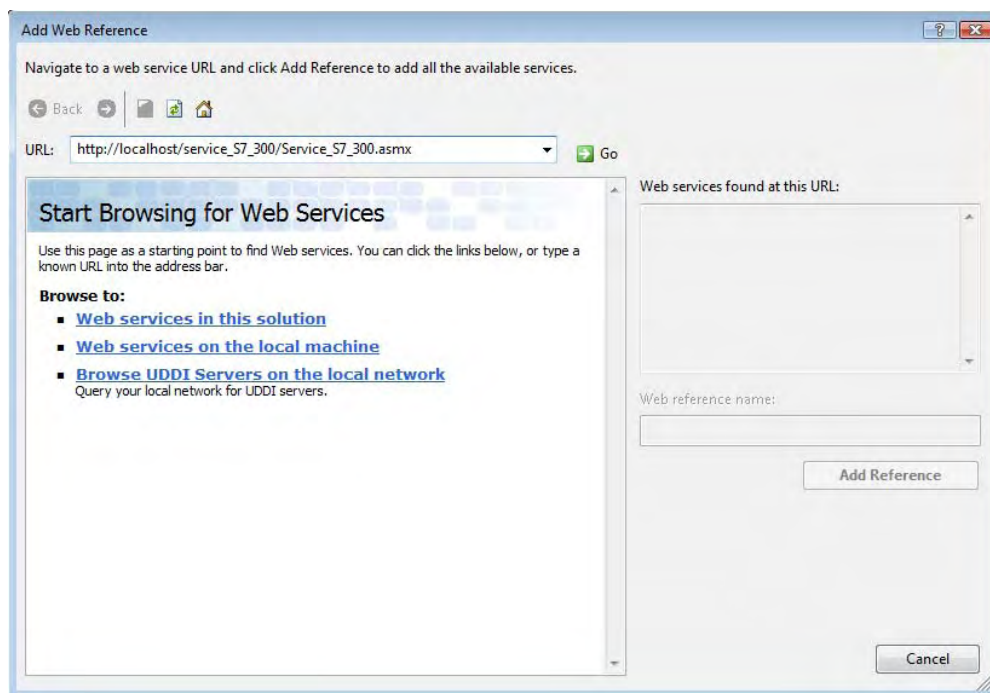 Add Web Reference
Navigate to a web service URL and click Add Reference to add all the available services.
Back
URL: http://localhost/service_S7_300/Service_S7_300.asmx Go
Start Browsing for Web Services
Use this page as a starting point to find Web services. You can click the links below, or type a
known URL into the address bar.
Browse to:
Web services in this solution
Web services on the local machine
Browse UDDI Servers on the local network
Query your local network for UDDI servers.
Web services found at this URL:
Web reference name:
Add Reference
Cancel